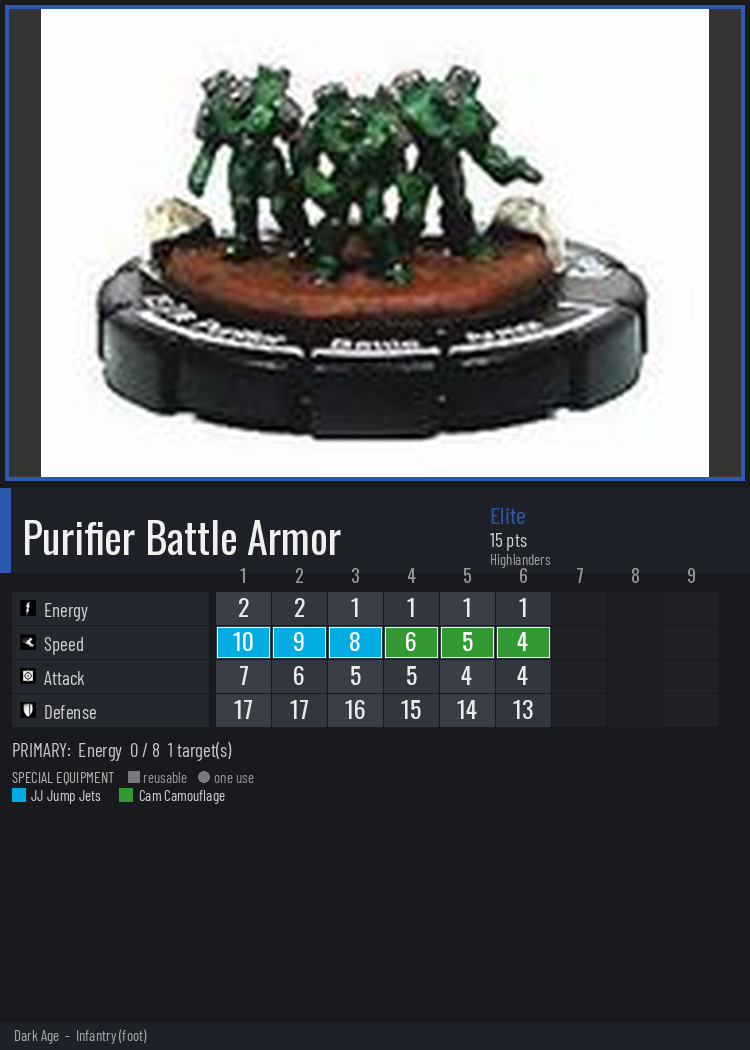 Purifier Battle Armor
Elite
15 pts
Highlanders
1 2 3 4 5 6 7 8 9
Energy 2 2 1 1 1 1
Speed 10 9 8 6 5 4
Attack 7 6 5 5 4 4
Defense 17 17 16 15 14 13
PRIMARY: Energy 0 / 8 1 target(s)
SPECIAL EQUIPMENT reusable one use
JJ Jump Jets Cam Camouflage
Dark Age - Infantry (foot)